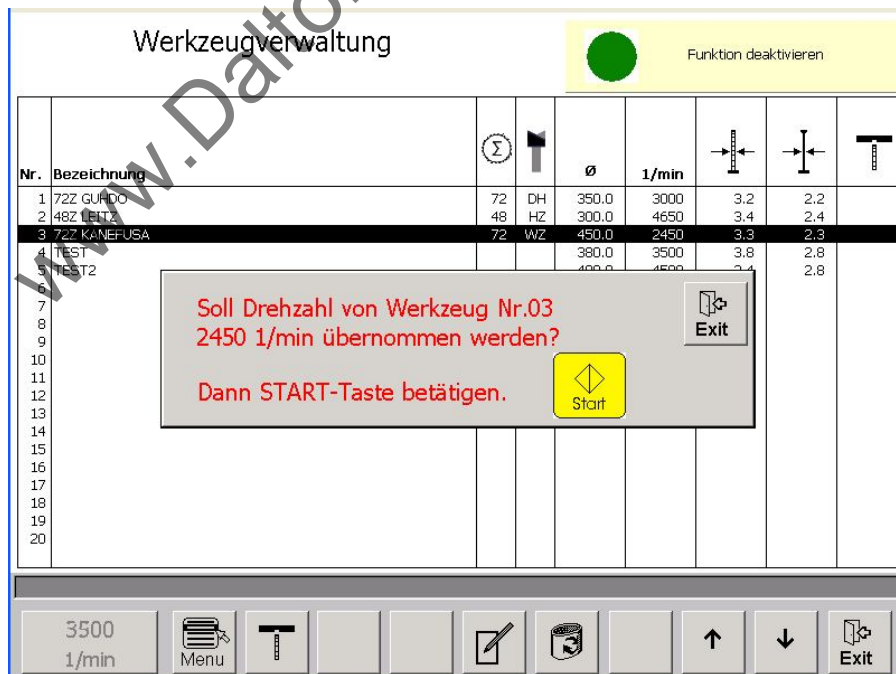 Werkzeugverwaltung
Funktion deaktivieren
www.Dalto
Nr. Bezeichnung Σ ø 1/min
1 72Z GUHDO 72 DH 350.0 3000 3.2 2.2
2 48Z LEITZ 48 HZ 300.0 4650 3.4 2.4
3 72Z KANEFUSA 72 WZ 450.0 2450 3.3 2.3
4 TEST 380.0 3500 3.8 2.8
5 TEST2 2.8
6
7
8
9
10
11
12
13
14
15
16
17
18
19
20
Soll Drehzahl von Werkzeug Nr.03
2450 1/min übernommen werden?
Exit
Dann START-Taste betätigen.
Start
3500
1/min
Menu
3
Exit